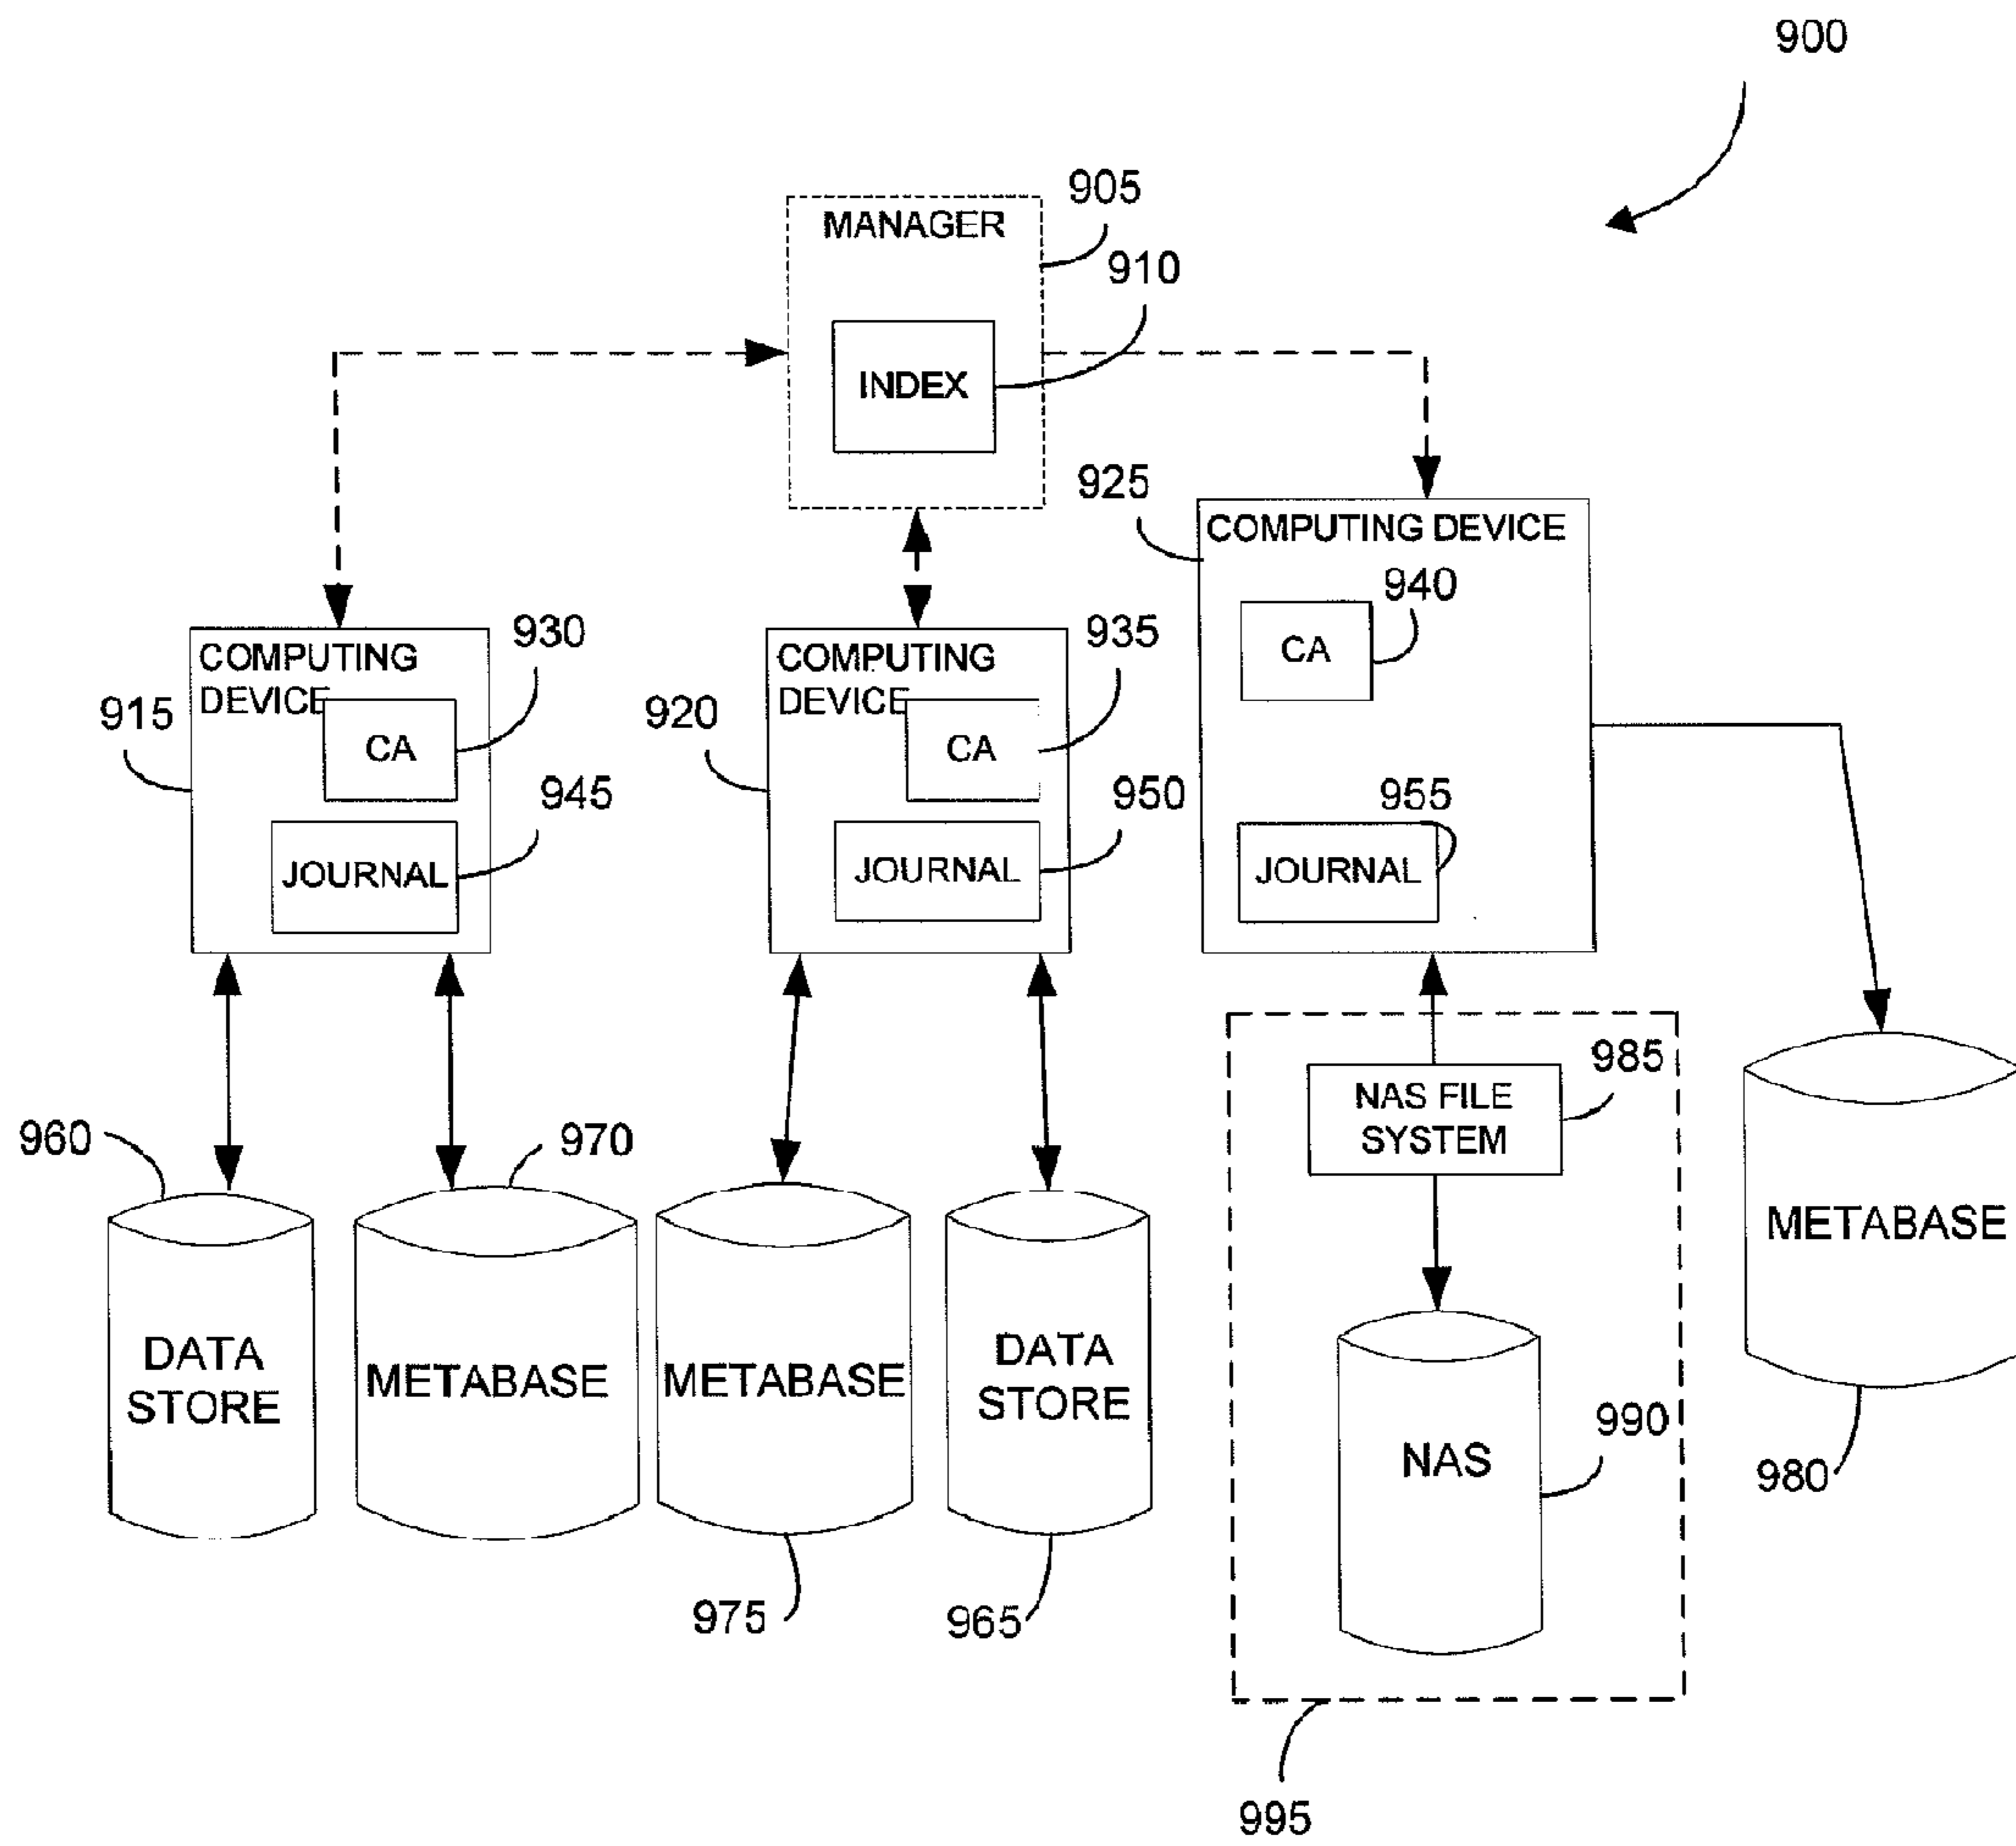 900
905
MANAGER
910
INDEX
925
COMPUTING DEVICE
940
CA
930
COMPUTING
DEVICE
915
CA
945
JOURNAL
935
COMPUTING
DEVICE
920
CA
950
JOURNAL
955
JOURNAL
985
NAS FILE
SYSTEM
960
970
METABASE
DATA
STORE
METABASE
METABASE
DATA
STORE
990
NAS
980
975
965
995